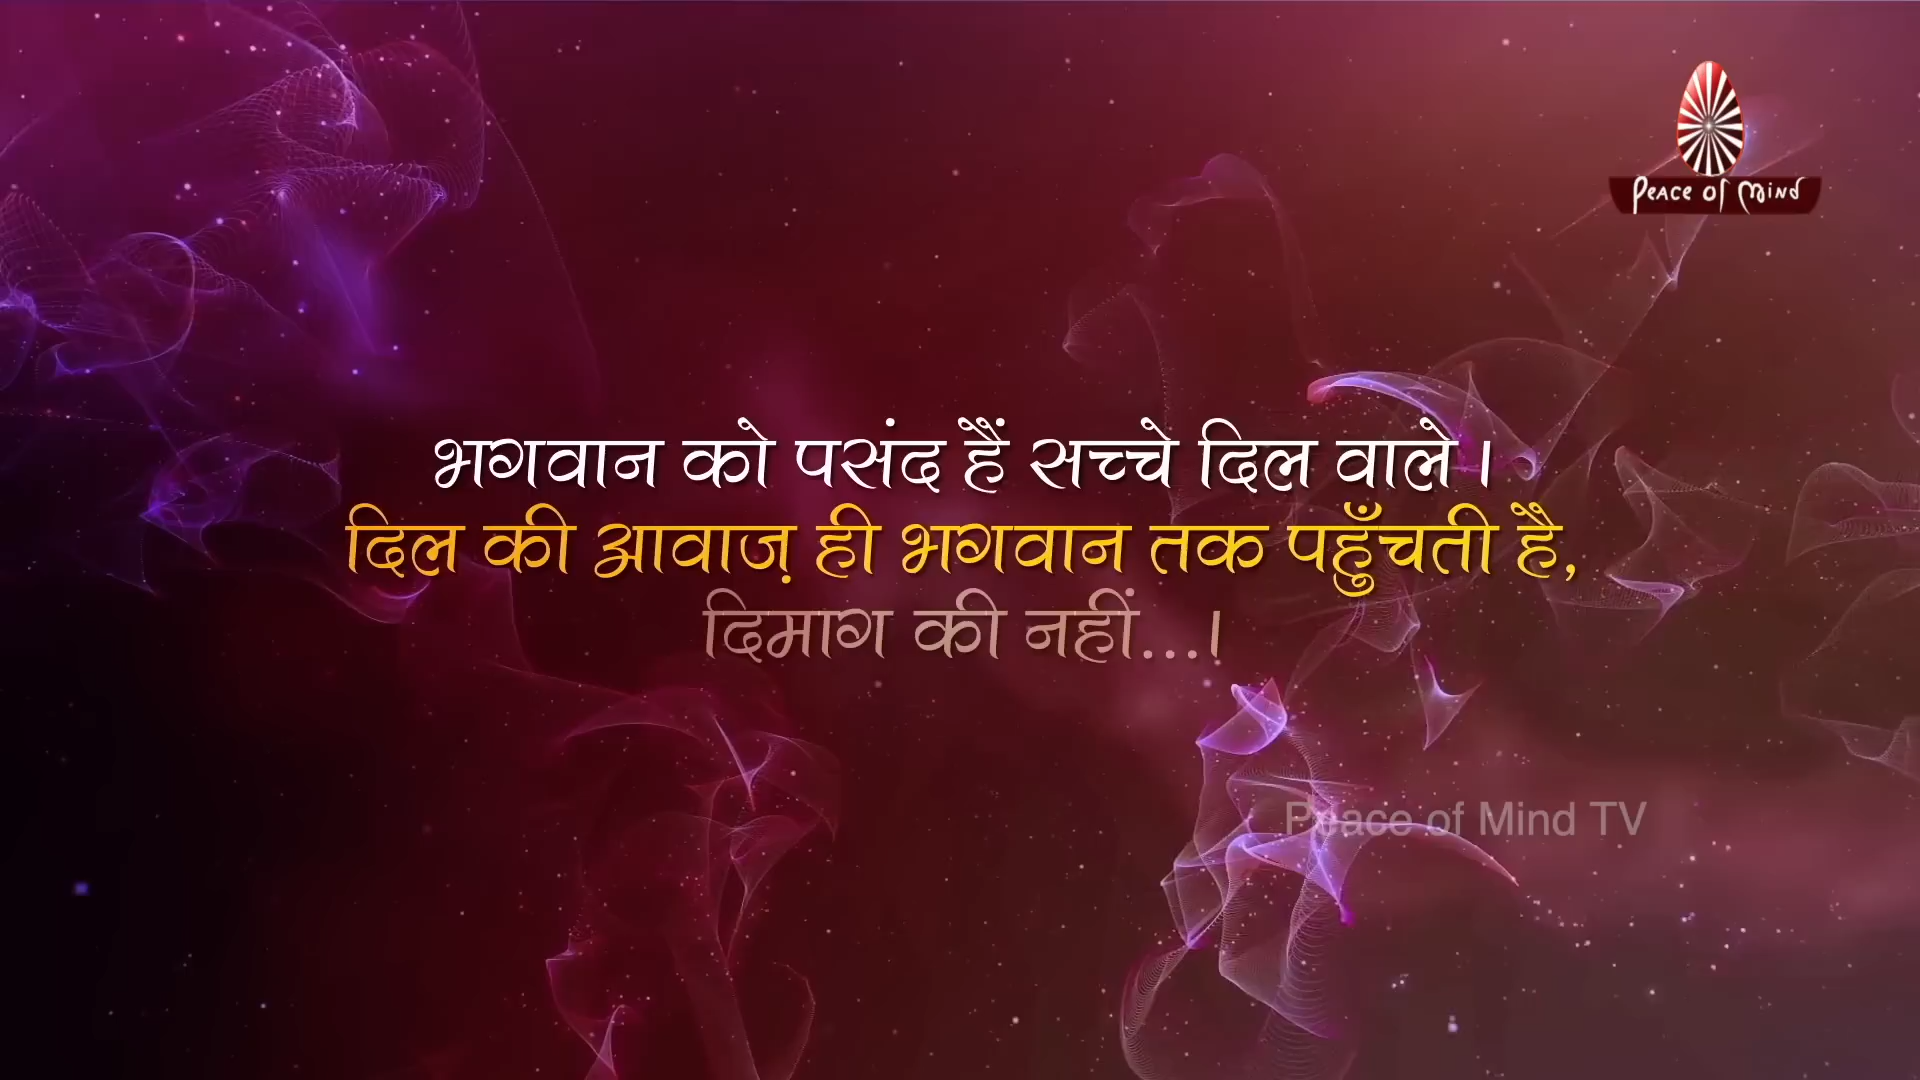 Peace of Mind
भगवान को पसंद हैं सच्चे दिल वाले।
दिल की आवाज़ ही भगवान तक पहुँचती है,
दिमाग की नहीं...।
Peace of Mind TV